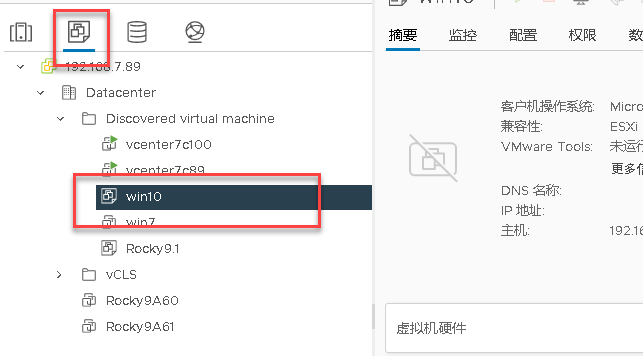 192.168.7.89
Datacenter
Discovered virtual machine
vcenter7c100
vcenter7c89
win10
win7
Rocky9.1
vCLS
Rocky9A60
Rocky9A61
摘要 监控 配置 权限
客户机操作系统: Micro
兼容性: ESXi
VMware Tools: 未运行
更多信
DNS 名称:
IP 地址:
主机: 192.16
虚拟机硬件